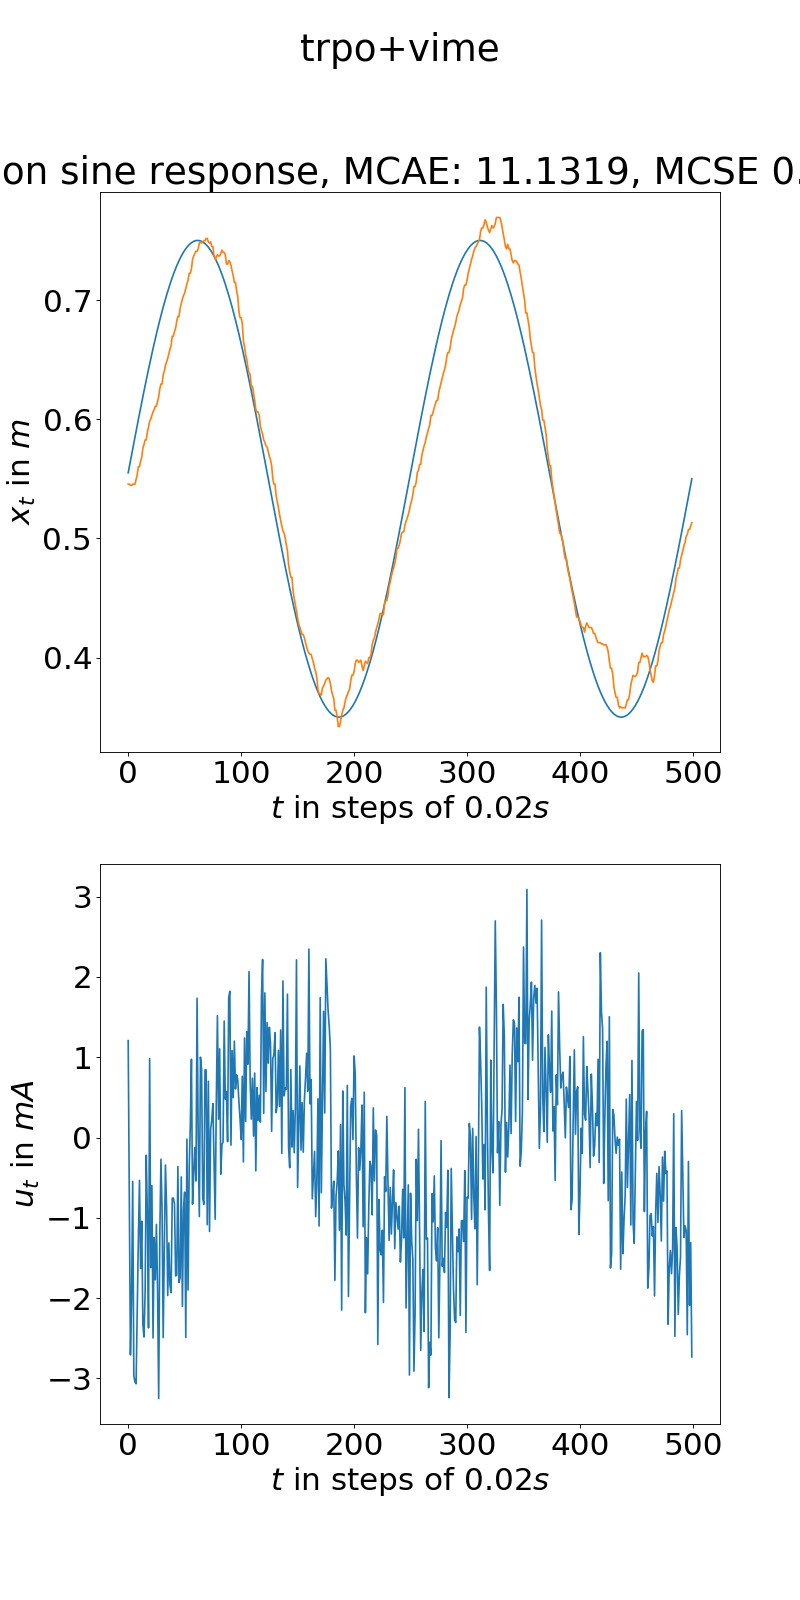 trpo+vime
on sine response, MCAE: 11.1319, MCSE 0.
0.7
0.6
0.5
0.4
x_t in m
0 100 200 300 400 500
t in steps of 0.02s
3
2
1
0
−1
−2
−3
u_t in mA
0 100 200 300 400 500
t in steps of 0.02s